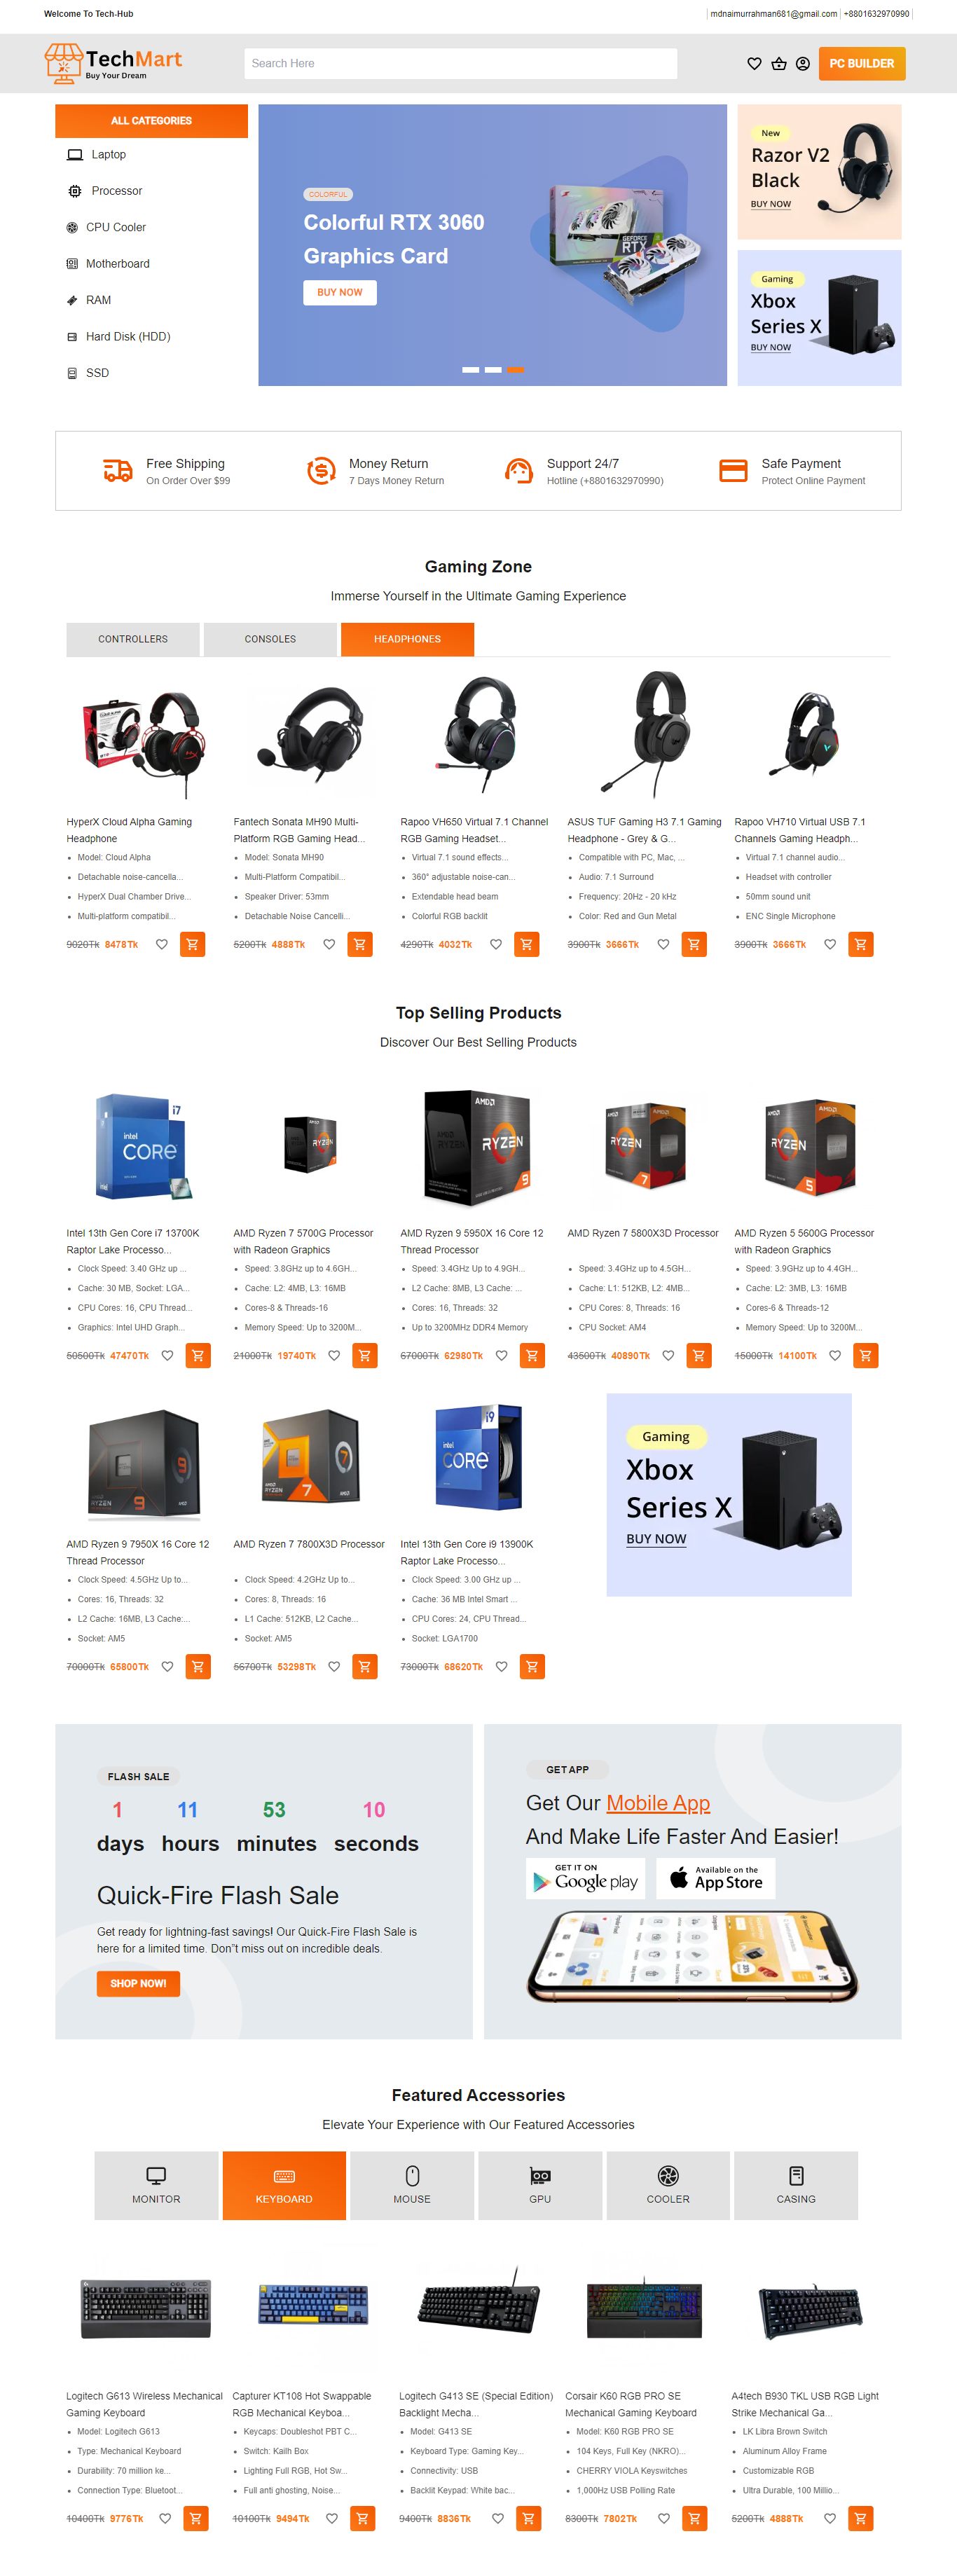 Welcome To Tech-Hub
mdnaimurrahman681@gmail.com
+8801632970990
TechMart
Buy Your Dream
Search Here
PC BUILDER
ALL CATEGORIES
Laptop
Processor
CPU Cooler
Motherboard
RAM
Hard Disk (HDD)
SSD
COLORFUL
Colorful RTX 3060
Graphics Card
BUY NOW
New
Razor V2
Black
BUY NOW
Gaming
Xbox
Series X
BUY NOW
Free Shipping
On Order Over $99
Money Return
7 Days Money Return
Support 24/7
Hotline (+8801632970990)
Safe Payment
Protect Online Payment
Gaming Zone
Immerse Yourself in the Ultimate Gaming Experience
CONTROLLERS
CONSOLES
HEADPHONES
HyperX Cloud Alpha Gaming
Headphone
Model: Cloud Alpha
Detachable noise-cancella...
HyperX Dual Chamber Drive...
Multi-platform compatibil...
9020Tk 8478Tk
Fantech Sonata MH90 Multi-
Platform RGB Gaming Head...
Model: Sonata MH90
Multi-Platform Compatibil...
Speaker Driver: 53mm
Detachable Noise Cancelli...
5200Tk 4888Tk
Rapoo VH650 Virtual 7.1 Channel
RGB Gaming Headset...
Virtual 7.1 sound effects...
360° adjustable noise-can...
Extendable head beam
Colorful RGB backlit
4290Tk 4032Tk
ASUS TUF Gaming H3 7.1 Gaming
Headphone - Grey & G...
Compatible with PC, Mac, ...
Audio: 7.1 Surround
Frequency: 20Hz - 20 kHz
Color: Red and Gun Metal
3900Tk 3666Tk
Rapoo VH710 Virtual USB 7.1
Channels Gaming Headph...
Virtual 7.1 channel audio...
Headset with controller
50mm sound unit
ENC Single Microphone
3900Tk 3666Tk
Top Selling Products
Discover Our Best Selling Products
Intel 13th Gen Core i7 13700K
Raptor Lake Processo...
Clock Speed: 3.40 GHz up ...
Cache: 30 MB, Socket: LGA...
CPU Cores: 16, CPU Thread...
Graphics: Intel UHD Graph...
50500Tk 47470Tk
AMD Ryzen 7 5700G Processor
with Radeon Graphics
Speed: 3.8GHz up to 4.6GH...
Cache: L2: 4MB, L3: 16MB
Cores-8 & Threads-16
Memory Speed: Up to 3200M...
21000Tk 19740Tk
AMD Ryzen 9 5950X 16 Core 12
Thread Processor
Speed: 3.4GHz Up to 4.9GH...
L2 Cache: 8MB, L3 Cache: ...
Cores: 16, Threads: 32
Up to 3200MHz DDR4 Memory
67000Tk 62980Tk
AMD Ryzen 7 5800X3D Processor
Speed: 3.4GHz up to 4.5GH...
Cache: L1: 512KB, L2: 4MB...
CPU Cores: 8, Threads: 16
CPU Socket: AM4
43500Tk 40890Tk
AMD Ryzen 5 5600G Processor
with Radeon Graphics
Speed: 3.9GHz up to 4.4GH...
Cache: L2: 3MB, L3: 16MB
Cores-6 & Threads-12
Memory Speed: Up to 3200M...
15000Tk 14100Tk
AMD Ryzen 9 7950X 16 Core 12
Thread Processor
Clock Speed: 4.5GHz Up to...
Cores: 16, Threads: 32
L2 Cache: 16MB, L3 Cache:...
Socket: AM5
70000Tk 65800Tk
AMD Ryzen 7 7800X3D Processor
Clock Speed: 4.2GHz Up to...
Cores: 8, Threads: 16
L1 Cache: 512KB, L2 Cache...
Socket: AM5
56700Tk 53298Tk
Intel 13th Gen Core i9 13900K
Raptor Lake Processo...
Clock Speed: 3.00 GHz up ...
Cache: 36 MB Intel Smart ...
CPU Cores: 24, CPU Thread...
Socket: LGA1700
73000Tk 68620Tk
Gaming
Xbox
Series X
BUY NOW
FLASH SALE
1 11 53 10
days hours minutes seconds
Quick-Fire Flash Sale
Get ready for lightning-fast savings! Our Quick-Fire Flash Sale is
here for a limited time. Don"t miss out on incredible deals.
SHOP NOW!
GET APP
Get Our Mobile App
And Make Life Faster And Easier!
GET IT ON
Google play
Available on the
App Store
Featured Accessories
Elevate Your Experience with Our Featured Accessories
MONITOR
KEYBOARD
MOUSE
GPU
COOLER
CASING
Logitech G613 Wireless Mechanical
Gaming Keyboard
Model: Logitech G613
Type: Mechanical Keyboard
Durability: 70 million ke...
Connection Type: Bluetoot...
10400Tk 9776Tk
Capturer KT108 Hot Swappable
RGB Mechanical Keyboa...
Keycaps: Doubleshot PBT C...
Switch: Kailh Box
Lighting Full RGB, Hot Sw...
Full anti ghosting, Noise...
10100Tk 9494Tk
Logitech G413 SE (Special Edition)
Backlight Mecha...
Model: G413 SE
Keyboard Type: Gaming Key...
Connectivity: USB
Backlit Keypad: White bac...
9400Tk 8836Tk
Corsair K60 RGB PRO SE
Mechanical Gaming Keyboard
Model: K60 RGB PRO SE
104 Keys, Full Key (NKRO)...
CHERRY VIOLA Keyswitches
1,000Hz USB Polling Rate
8300Tk 7802Tk
A4tech B930 TKL USB RGB Light
Strike Mechanical Ga...
LK Libra Brown Switch
Aluminum Alloy Frame
Customizable RGB
Ultra Durable, 100 Millio...
5200Tk 4888Tk